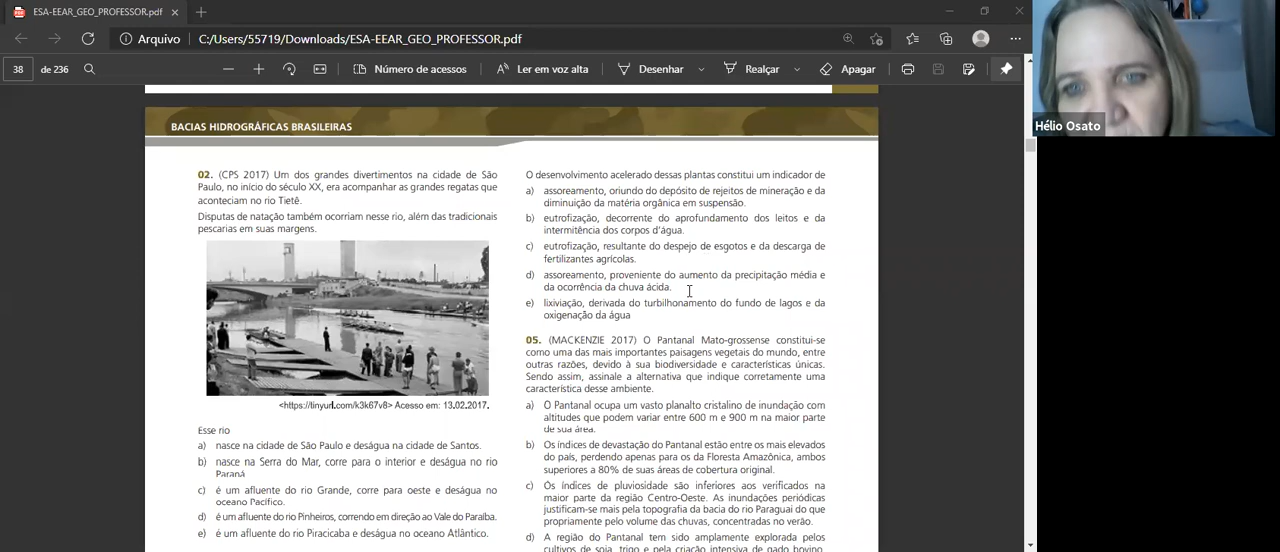 ESA-EEAR_GEO_PROFESSOR.pdf
Arquivo
C:/Users/55719/Downloads/ESA-EEAR_GEO_PROFESSOR.pdf
38
de 236
Número de acessos
Ler em voz alta
Desenhar
Realçar
Apagar
Hélio Osato
BACIAS HIDROGRÁFICAS BRASILEIRAS
02. (CPS 2017) Um dos grandes divertimentos na cidade de São
Paulo, no início do século XX, era acompanhar as grandes regatas que
aconteciam no rio Tietê.
Disputas de natação também ocorriam nesse rio, além das tradicionais
pescarias em suas margens.
<https://tinyurl.com/k3k67v8> Acesso em: 13.02.2017.
Esse rio
a) nasce na cidade de São Paulo e deságua na cidade de Santos.
b) nasce na Serra do Mar, corre para o interior e deságua no rio
Paraná
c) é um afluente do rio Grande, corre para oeste e deságua no
oceano Pacífico.
d) é um afluente do rio Pinheiros, correndo em direção ao Vale do Paraíba.
e) é um afluente do rio Piracicaba e deságua no oceano Atlântico.
O desenvolvimento acelerado dessas plantas constitui um indicador de
a) assoreamento, oriundo do depósito de rejeitos de mineração e da
diminuição da matéria orgânica em suspensão.
b) eutrofização, decorrente do aprofundamento dos leitos e da
intermitência dos corpos d'água.
c) eutrofização, resultante do despejo de esgotos e da descarga de
fertilizantes agrícolas.
d) assoreamento, proveniente do aumento da precipitação média e
da ocorrência da chuva ácida.
e) lixiviação, derivada do turbilhonamento do fundo de lagos e da
oxigenação da água
05. (MACKENZIE 2017) O Pantanal Mato-grossense constitui-se
como uma das mais importantes paisagens vegetais do mundo, entre
outras razões, devido à sua biodiversidade e características únicas.
Sendo assim, assinale a alternativa que indique corretamente uma
característica desse ambiente.
a) O Pantanal ocupa um vasto planalto cristalino de inundação com
altitudes que podem variar entre 600 m e 900 m na maior parte
de sua área.
b) Os índices de devastação do Pantanal estão entre os mais elevados
do país, perdendo apenas para os da Floresta Amazônica, ambos
superiores a 80% de suas áreas de cobertura original.
c) Os índices de pluviosidade são inferiores aos verificados na
maior parte da região Centro-Oeste. As inundações periódicas
justificam-se mais pela topografia da bacia do rio Paraguai do que
propriamente pelo volume das chuvas, concentradas no verão.
d) A região do Pantanal tem sido amplamente explorada pelos
cultivos de soja, trigo e pela criação intensiva de gado bovino,